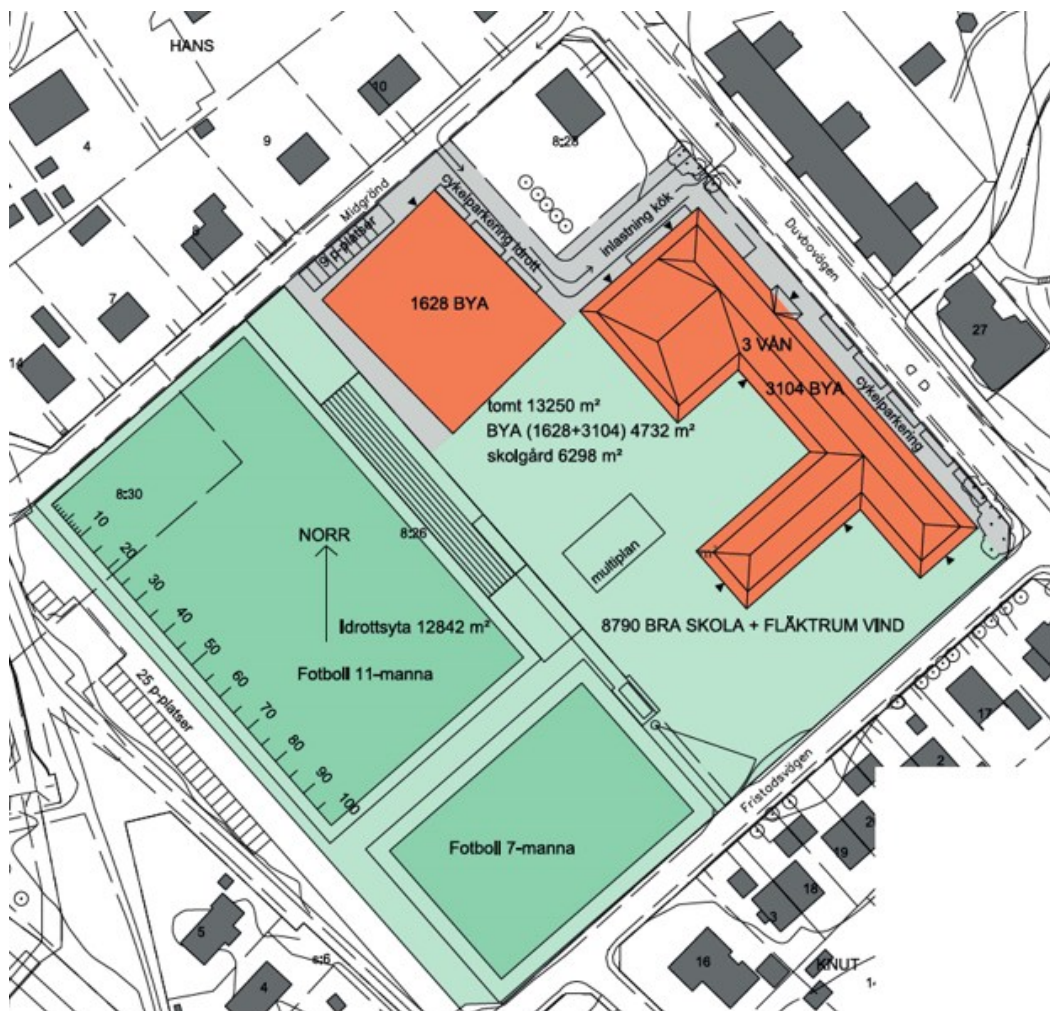 HANS
10
4
9
8:28
Midgrönd
cykelparkering idrott
inlastning kök
Duvbovägen
8
9 p-platser
7
14
1628 BYA
27
3 VÅN
3104 BYA
cykelparkering
tomt 13250 m²
BYA (1628+3104) 4732 m²
skolgård 6298 m²
8:30
10
20
30
40
50
60
70
80
90
100
NORR
8:26
multiplan
Idrottsyta 12842 m²
8790 BRA SKOLA + FLÄKTRUM VIND
Fotboll 11-manna
25 p-platser
17
2
Fristadsvägen
Fotboll 7-manna
19
18
3
5
16
KNUT
4